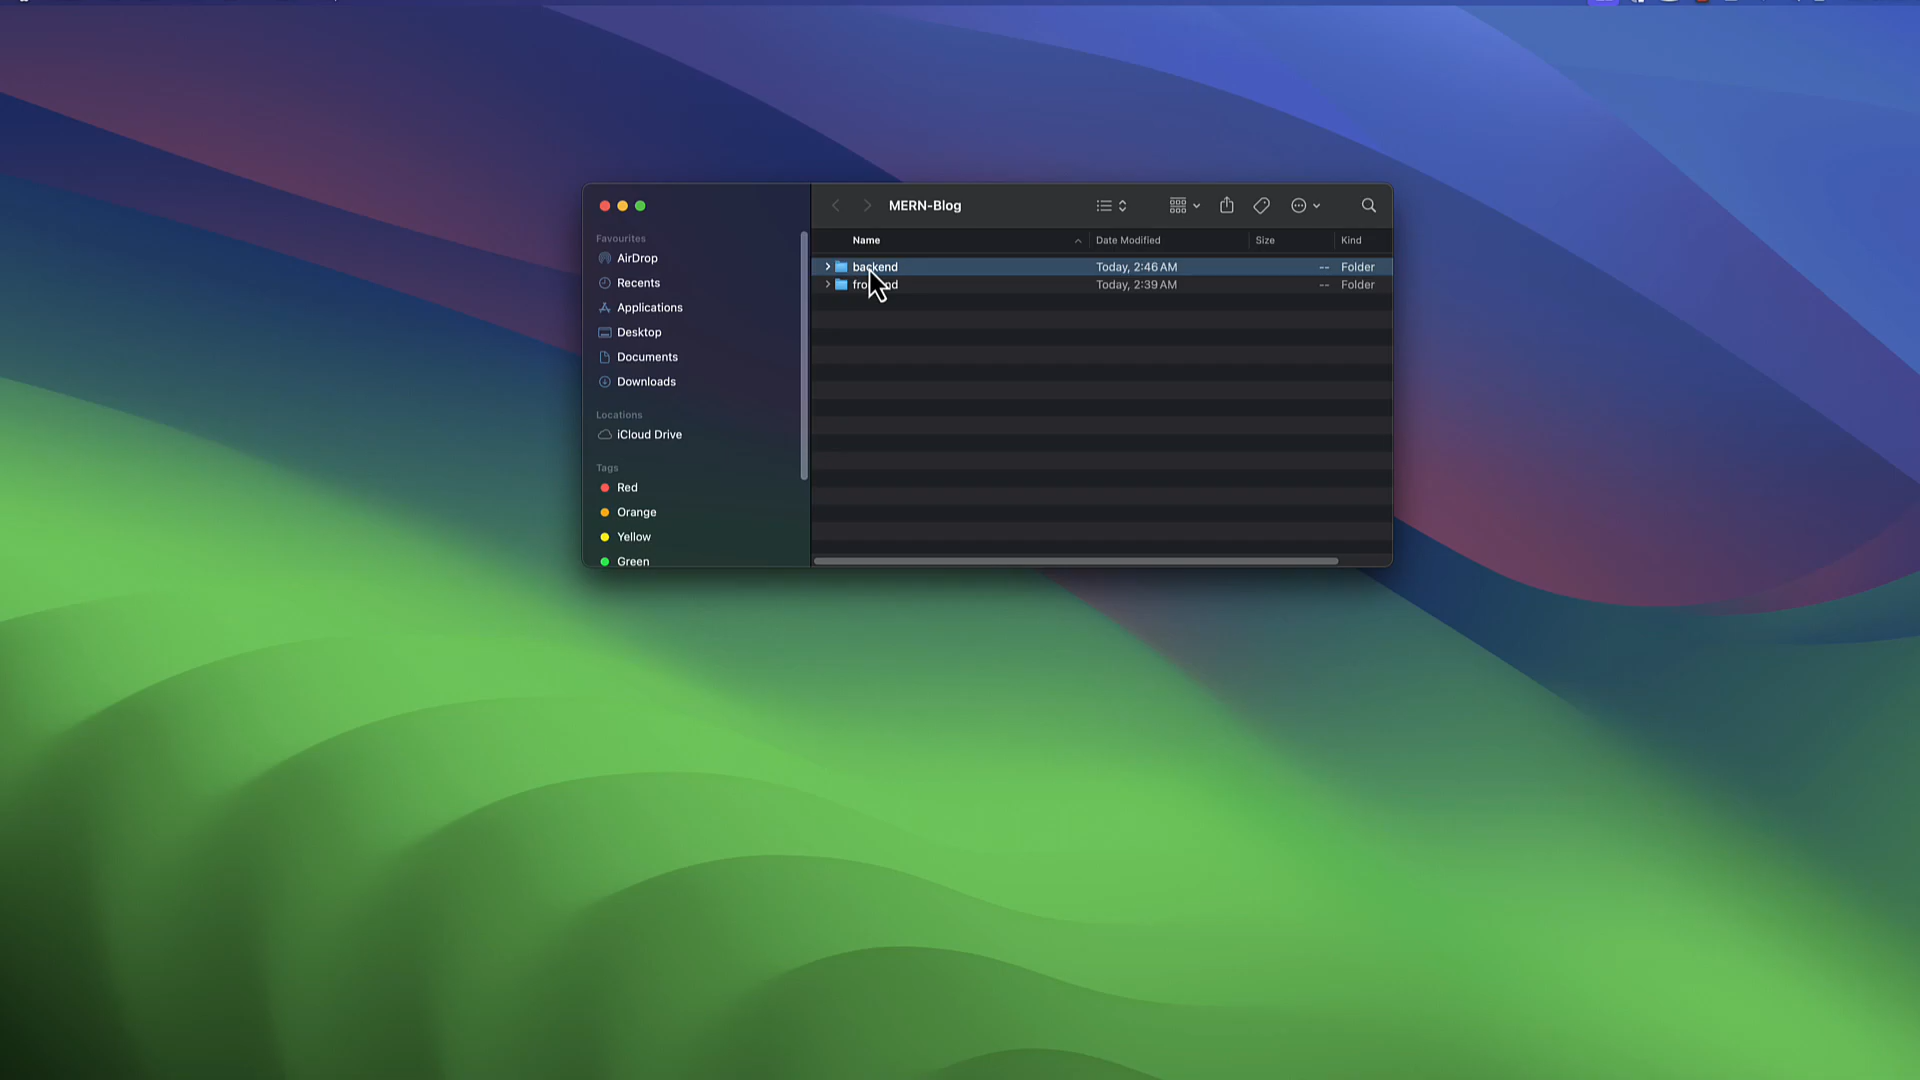 MERN-Blog
Favourites
AirDrop
Recents
Applications
Desktop
Documents
Downloads
Locations
iCloud Drive
Tags
Red
Orange
Yellow
Green
Name Date Modified Size Kind
backend Today, 2:46 AM -- Folder
Today, 2:39 AM -- Folder